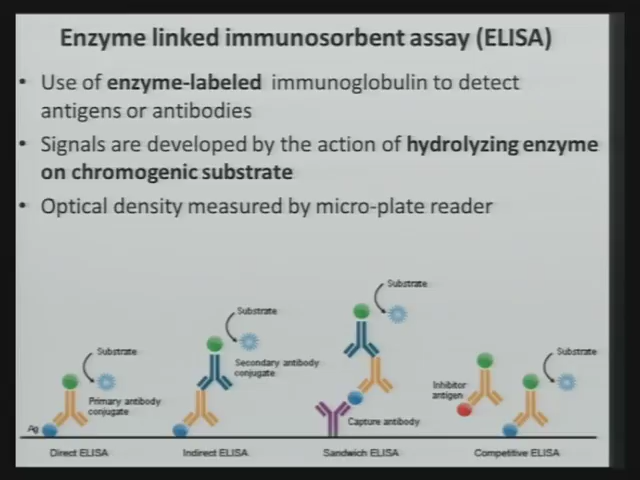 Enzyme linked immunosorbent assay (ELISA)
• Use of enzyme-labeled immunoglobulin to detect
antigens or antibodies
• Signals are developed by the action of hydrolyzing enzyme
on chromogenic substrate
• Optical density measured by micro-plate reader
Substrate
Primary antibody
conjugate
Ag
Direct ELISA
Substrate
Secondary antibody
conjugate
Indirect ELISA
Substrate
Capture antibody
Sandwich ELISA
Inhibitor
antigen
Substrate
Competitive ELISA